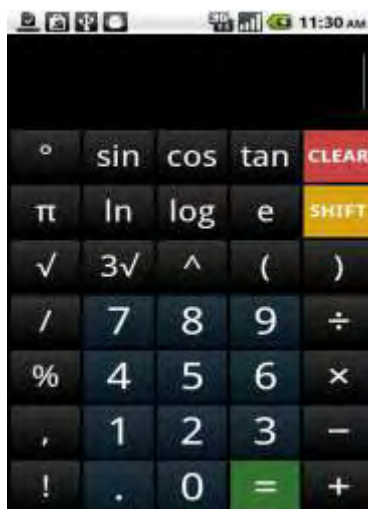 11:30 AM
° sin cos tan CLEAR
π ln log e SHIFT
√ 3√ ^ ( )
/ 7 8 9 ÷
% 4 5 6 ×
, 1 2 3 −
! . 0 = +